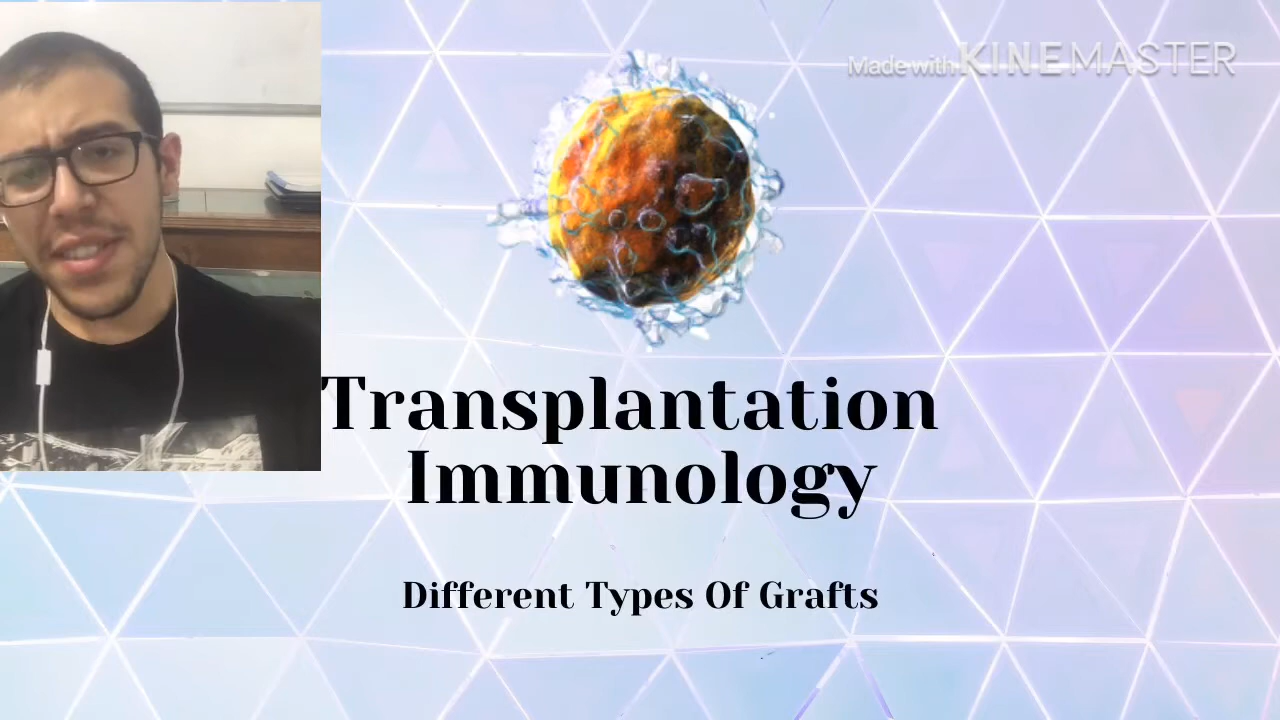 Made with KINEMASTER
Transplantation
Immunology
Different Types Of Grafts